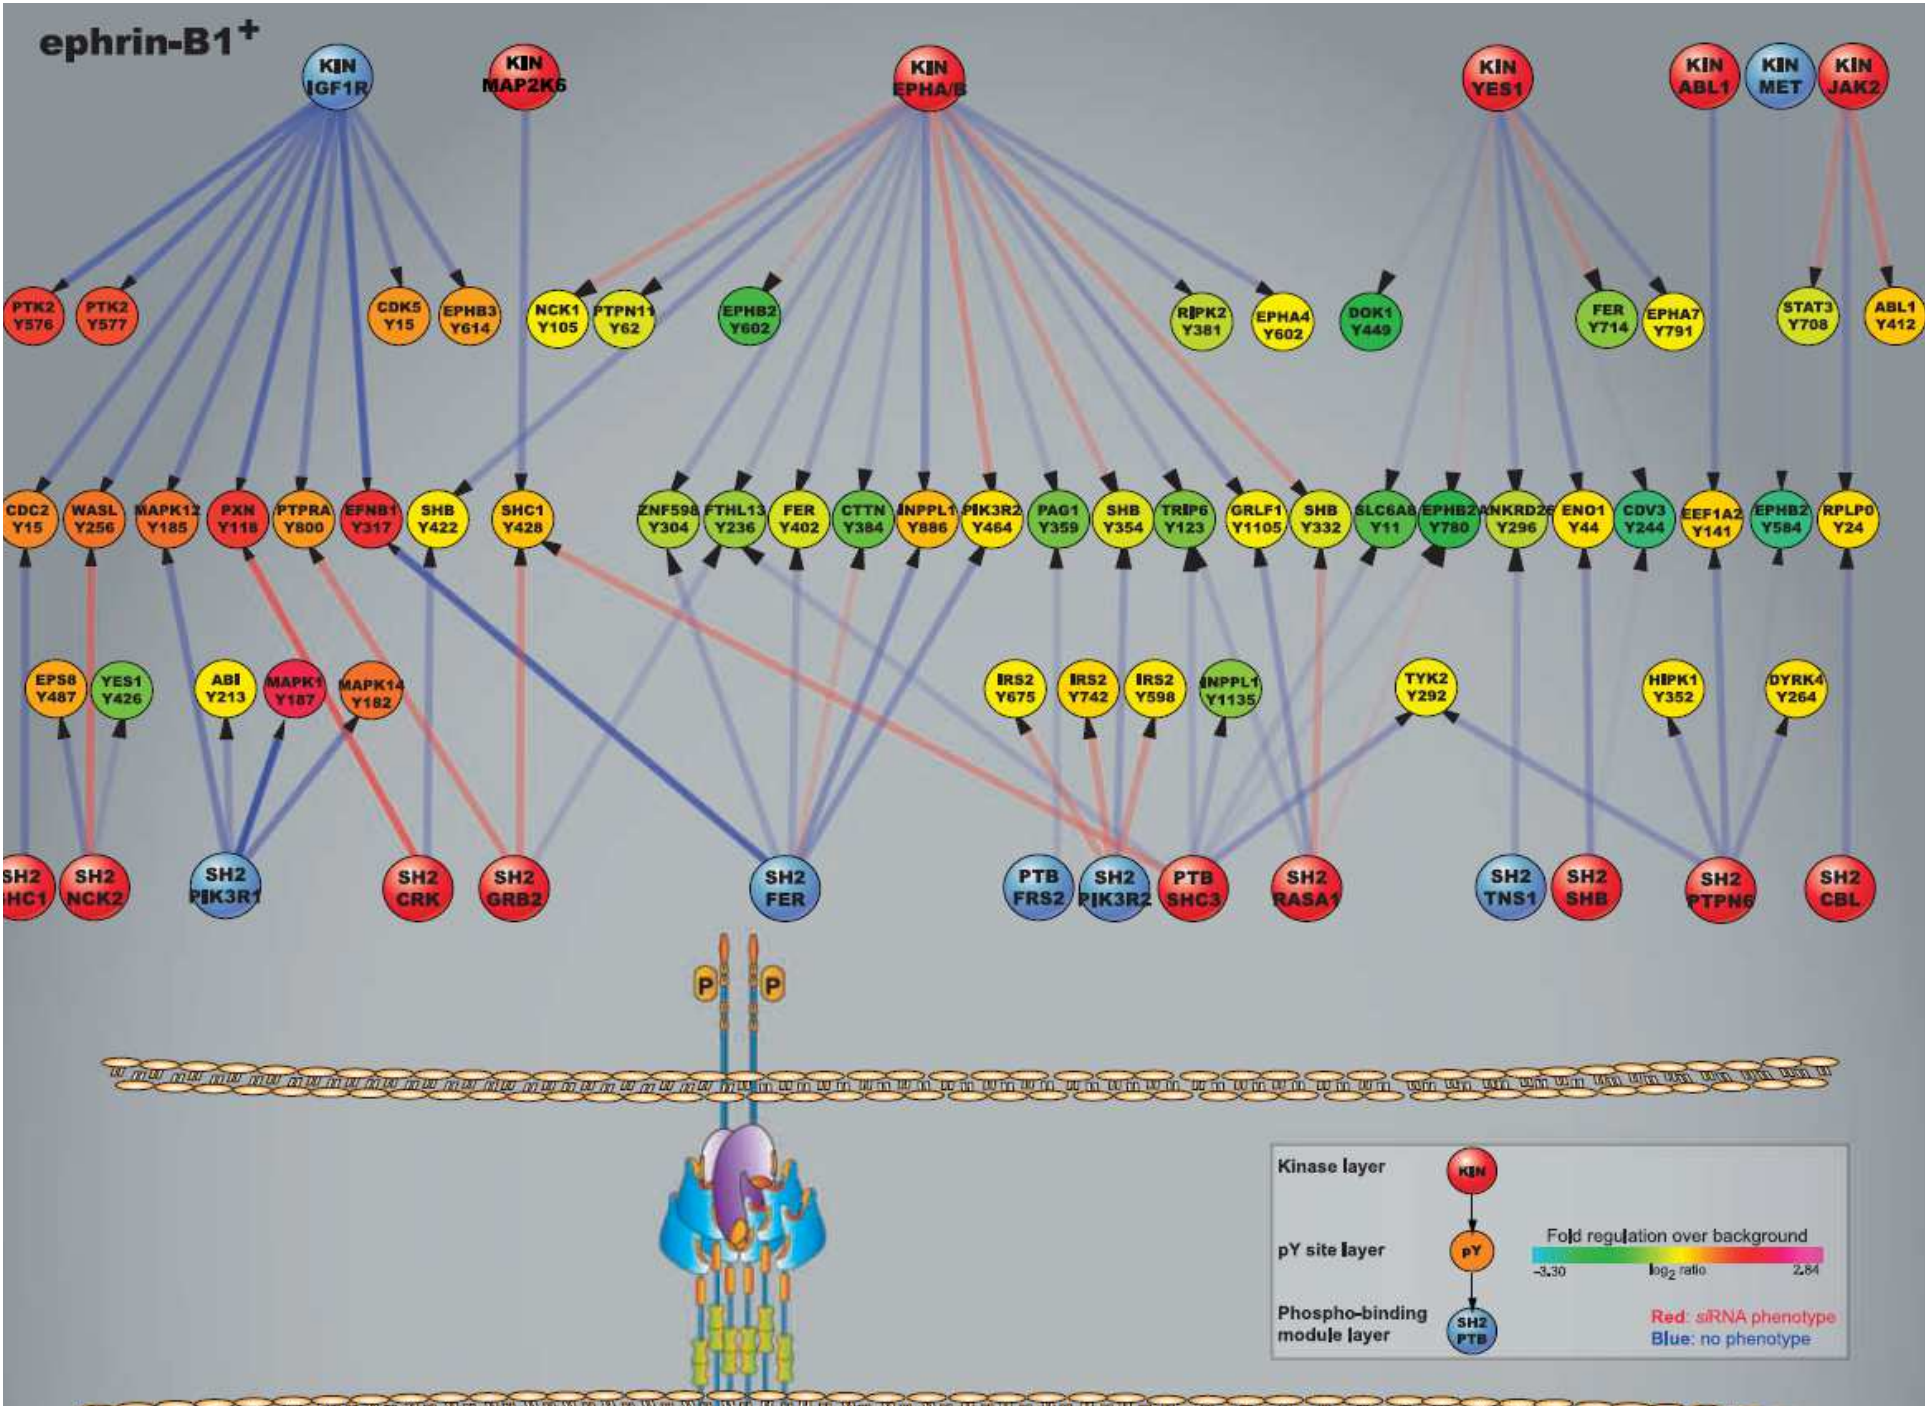 ephrin-B1+
KIN
IGF1R
KIN
MAP2K6
KIN
EPHA/B
KIN
YES1
KIN
ABL1
KIN
MET
KIN
JAK2
PTK2
Y576
PTK2
Y577
CDK5
Y15
EPHB3
Y614
NCK1
Y105
PTPN11
Y62
EPHB2
Y602
RIPK2
Y381
EPHA4
Y602
DOK1
Y449
FER
Y714
EPHA7
Y791
STAT3
Y708
ABL1
Y412
CDC2
Y15
WASL
Y256
MAPK12
Y185
PXN
Y118
PTPRA
Y800
EFNB1
Y317
SHB
Y422
SHC1
Y428
ZNF598
Y304
FTHL13
Y236
FER
Y402
CTTN
Y384
INPPL1
Y886
PIK3R2
Y464
PAG1
Y359
SHB
Y354
TRIP6
Y123
GRLF1
Y1105
SHB
Y332
SLC6A8
Y11
EPHB2
Y780
ANKRD26
Y296
ENO1
Y44
CDV3
Y244
EEF1A2
Y141
EPHB2
Y584
RPLP0
Y24
EPS8
Y487
YES1
Y426
ABI
Y213
MAPK1
Y187
MAPK14
Y182
IRS2
Y675
IRS2
Y742
IRS2
Y598
INPPL1
Y1135
TYK2
Y292
HIPK1
Y352
DYRK4
Y264
SH2
HC1
SH2
NCK2
SH2
PIK3R1
SH2
CRK
SH2
GRB2
SH2
FER
PTB
FRS2
SH2
PIK3R2
PTB
SHC3
SH2
RASA1
SH2
TNS1
SH2
SHB
SH2
PTPN6
SH2
CBL
P P
Kinase layer
KIN
pY site layer
pY
Fold regulation over background
-3.30 log2 ratio 2.84
Phospho-binding
module layer
SH2
PTB
Red: siRNA phenotype
Blue: no phenotype